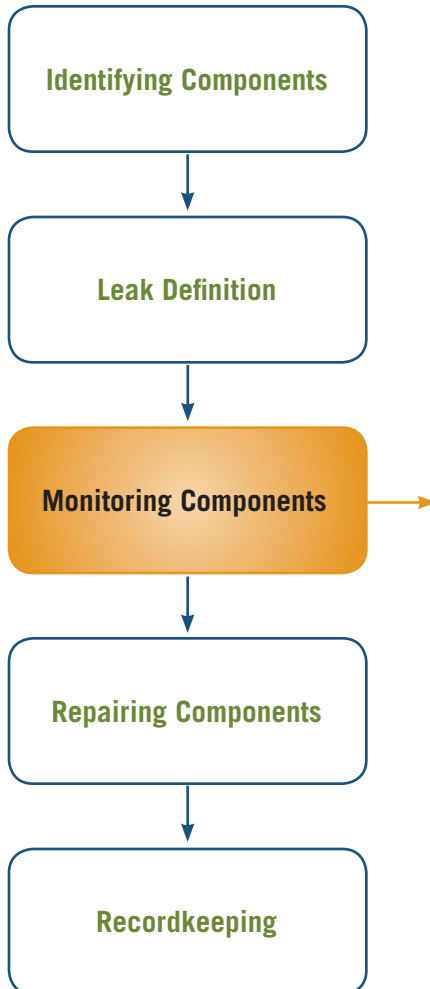 Identifying Components
Leak Definition
Monitoring Components
Repairing Components
Recordkeeping